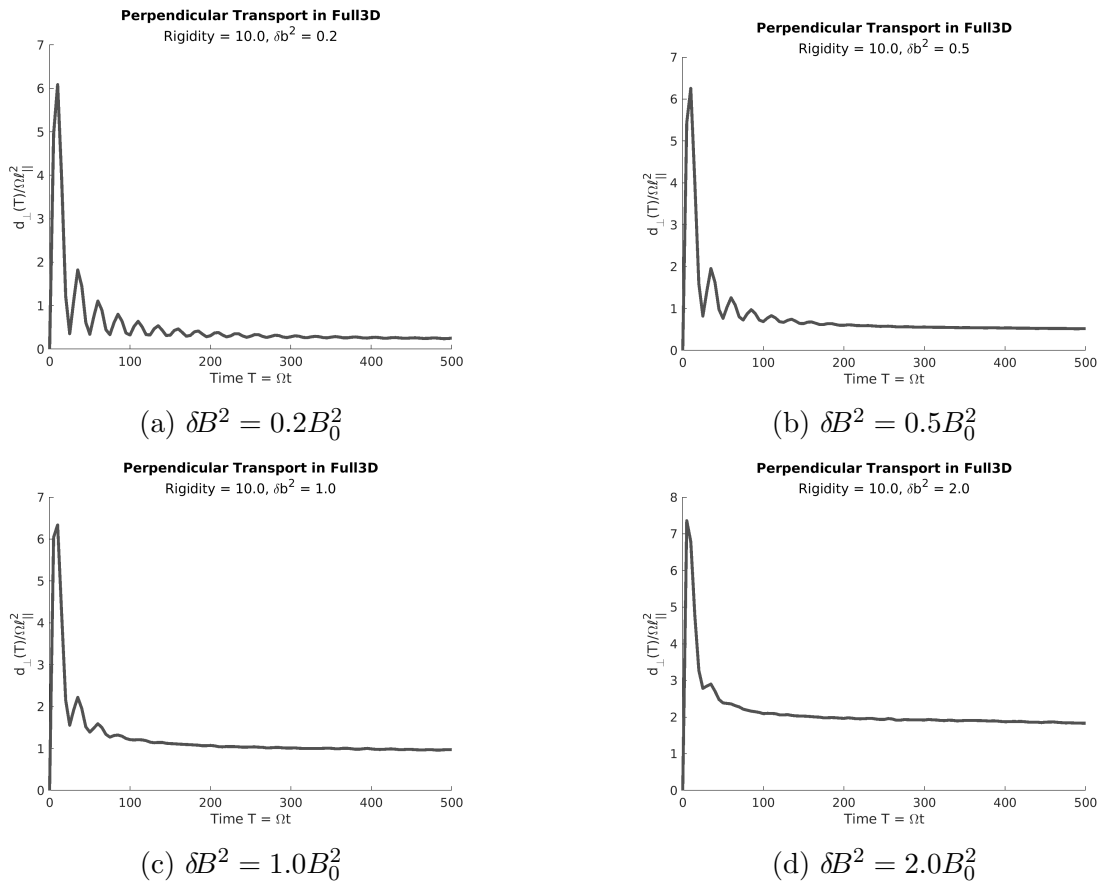 Perpendicular Transport in Full3D
Rigidity = 10.0, δb² = 0.2
7
6
5
4
3
2
1
0
d⊥(T)/Ωℓ²||
0 100 200 300 400 500
Time T = Ωt
(a) δB² = 0.2B₀²
Perpendicular Transport in Full3D
Rigidity = 10.0, δb² = 0.5
7
6
5
4
3
2
1
0
d⊥(T)/Ωℓ²||
0 100 200 300 400 500
Time T = Ωt
(b) δB² = 0.5B₀²
Perpendicular Transport in Full3D
Rigidity = 10.0, δb² = 1.0
7
6
5
4
3
2
1
0
d⊥(T)/Ωℓ²||
0 100 200 300 400 500
Time T = Ωt
(c) δB² = 1.0B₀²
Perpendicular Transport in Full3D
Rigidity = 10.0, δb² = 2.0
8
7
6
5
4
3
2
1
0
d⊥(T)/Ωℓ²||
0 100 200 300 400 500
Time T = Ωt
(d) δB² = 2.0B₀²